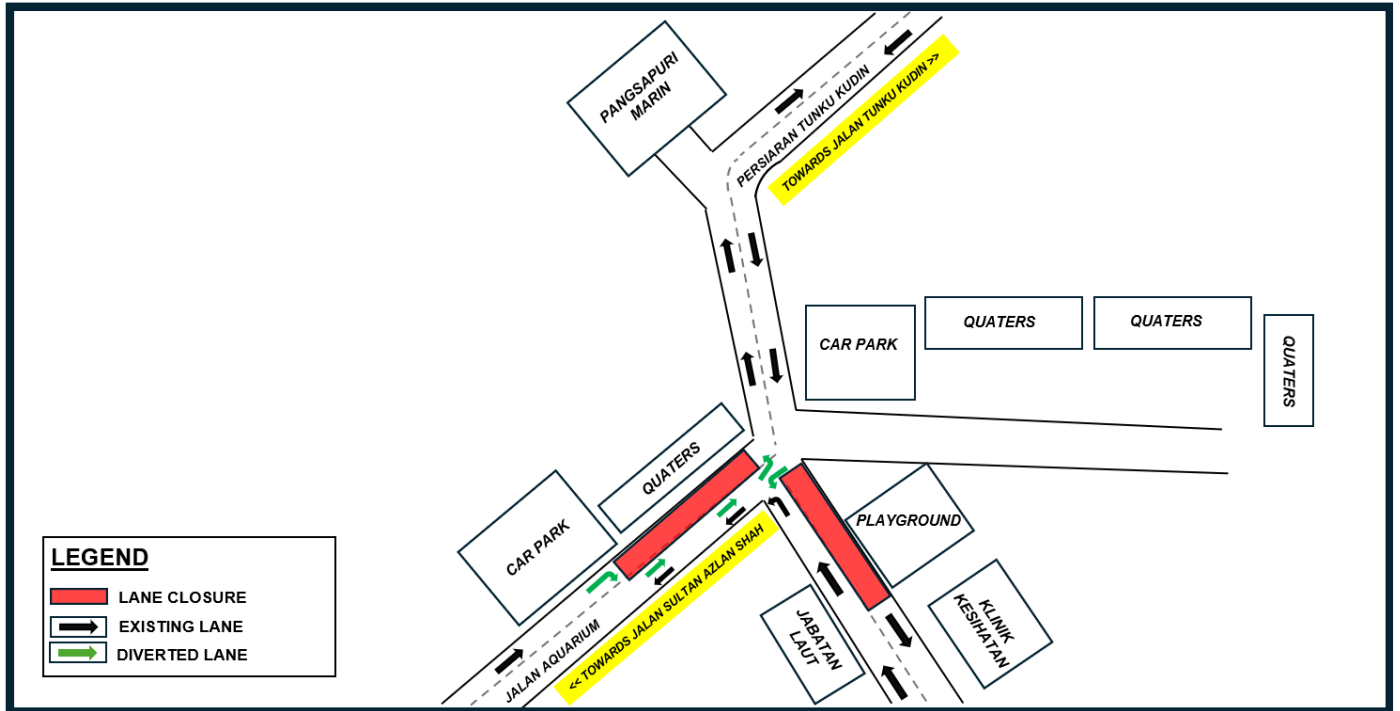 PANGSAPURI
MARIN
PERSIARAN TUNKU KUDIN
TOWARDS JALAN TUNKU KUDIN >>
CAR PARK
QUATERS
QUATERS
QUATERS
QUATERS
CAR PARK
PLAYGROUND
KLINIK
KESIHATAN
JABATAN
LAUT
JALAN AQUARIUM
<< TOWARDS JALAN SULTAN AZLAN SHAH
LEGEND
LANE CLOSURE
EXISTING LANE
DIVERTED LANE